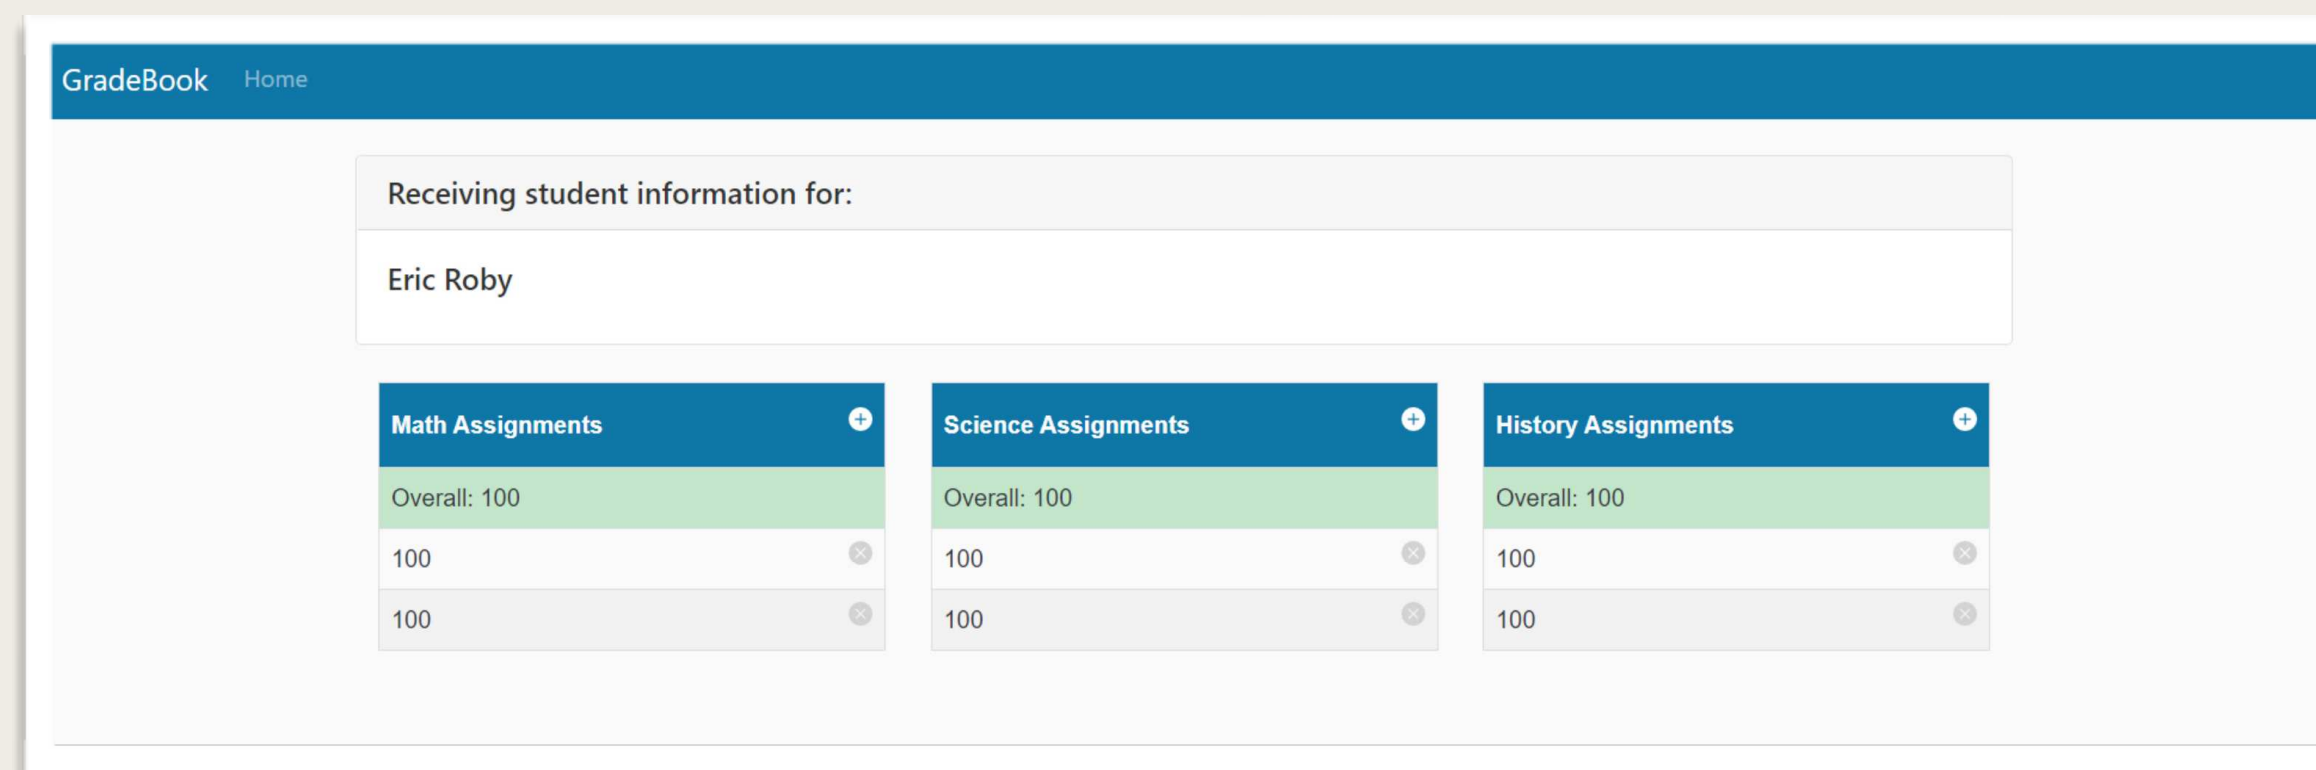 GradeBook Home
Receiving student information for:
Eric Roby
Math Assignments
Overall: 100
100
100
Science Assignments
Overall: 100
100
100
History Assignments
Overall: 100
100
100